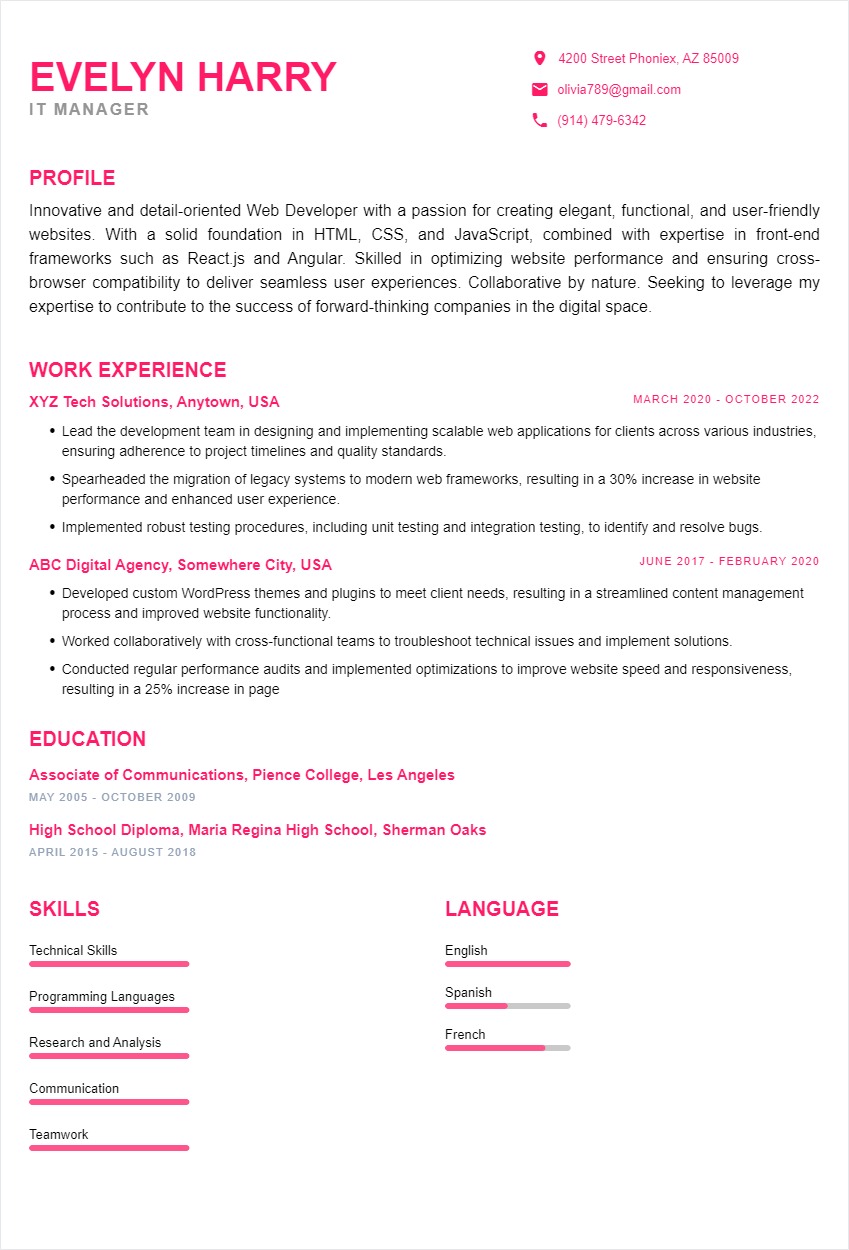 EVELYN HARRY
IT MANAGER
4200 Street Phoniex, AZ 85009
olivia789@gmail.com
(914) 479-6342
PROFILE
Innovative and detail-oriented Web Developer with a passion for creating elegant, functional, and user-friendly
websites. With a solid foundation in HTML, CSS, and JavaScript, combined with expertise in front-end
frameworks such as React.js and Angular. Skilled in optimizing website performance and ensuring cross-
browser compatibility to deliver seamless user experiences. Collaborative by nature. Seeking to leverage my
expertise to contribute to the success of forward-thinking companies in the digital space.
WORK EXPERIENCE
XYZ Tech Solutions, Anytown, USA
MARCH 2020 - OCTOBER 2022
• Lead the development team in designing and implementing scalable web applications for clients across various industries,
ensuring adherence to project timelines and quality standards.
• Spearheaded the migration of legacy systems to modern web frameworks, resulting in a 30% increase in website
performance and enhanced user experience.
• Implemented robust testing procedures, including unit testing and integration testing, to identify and resolve bugs.
ABC Digital Agency, Somewhere City, USA
JUNE 2017 - FEBRUARY 2020
• Developed custom WordPress themes and plugins to meet client needs, resulting in a streamlined content management
process and improved website functionality.
• Worked collaboratively with cross-functional teams to troubleshoot technical issues and implement solutions.
• Conducted regular performance audits and implemented optimizations to improve website speed and responsiveness,
resulting in a 25% increase in page
EDUCATION
Associate of Communications, Pience College, Les Angeles
MAY 2005 - OCTOBER 2009
High School Diploma, Maria Regina High School, Sherman Oaks
APRIL 2015 - AUGUST 2018
SKILLS
Technical Skills
Programming Languages
Research and Analysis
Communication
Teamwork
LANGUAGE
English
Spanish
French